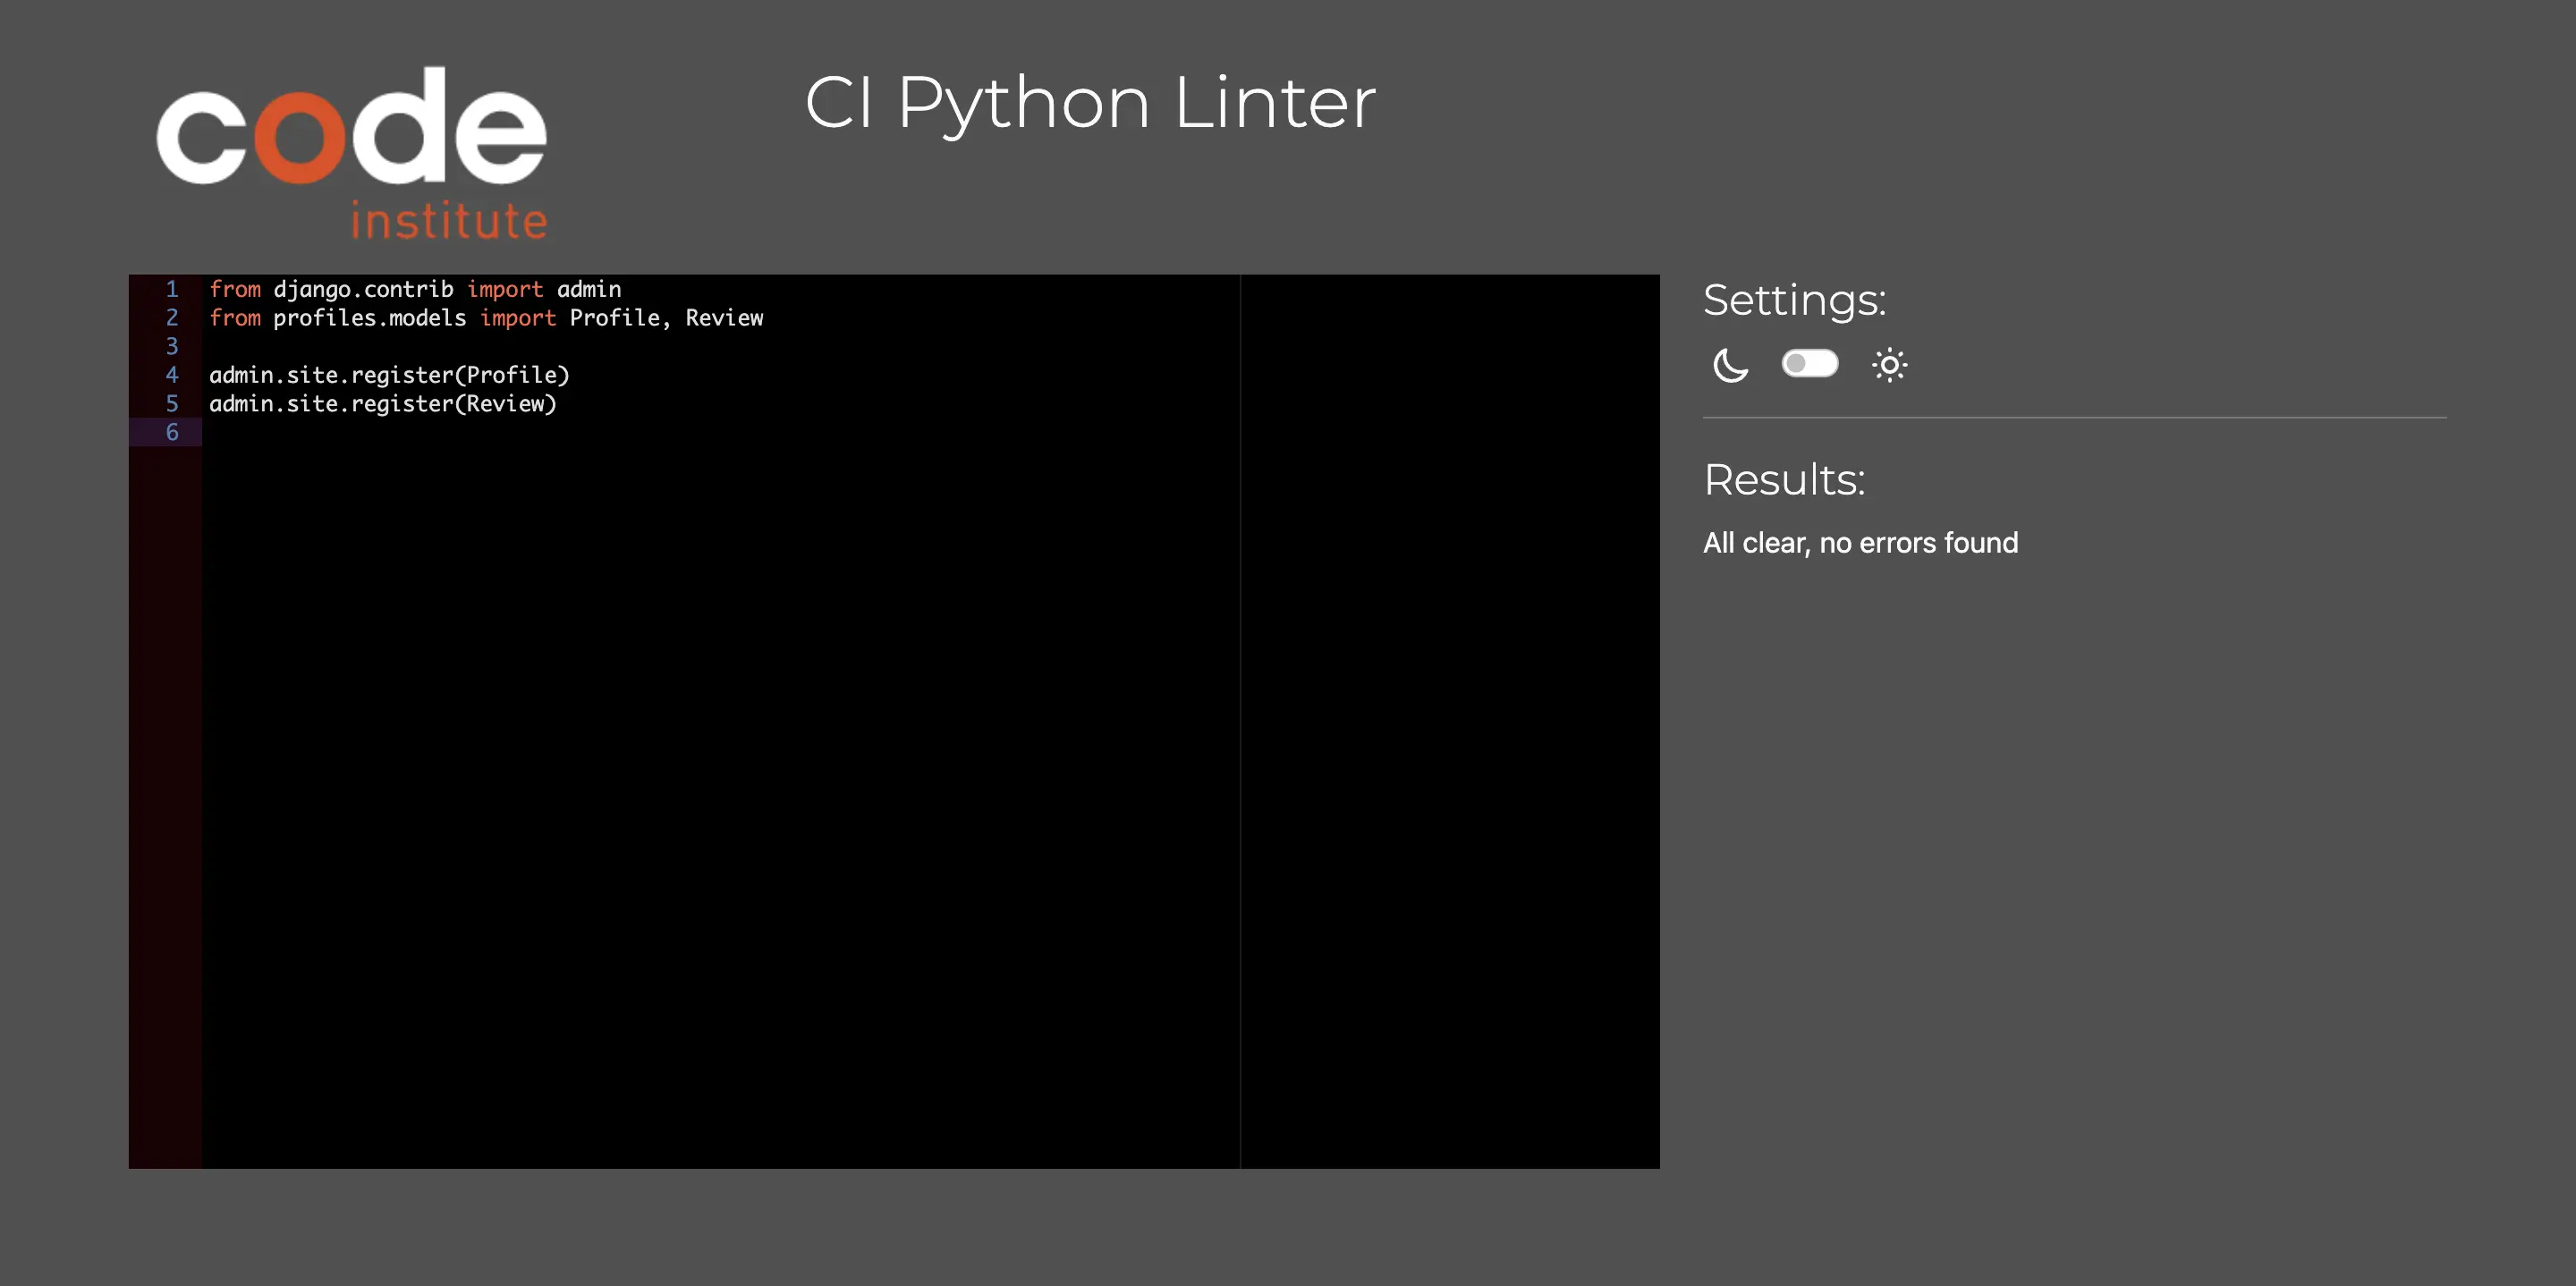 code
institute
CI Python Linter
1 from django.contrib import admin
2 from profiles.models import Profile, Review
3
4 admin.site.register(Profile)
5 admin.site.register(Review)
6
Settings:
Results:
All clear, no errors found